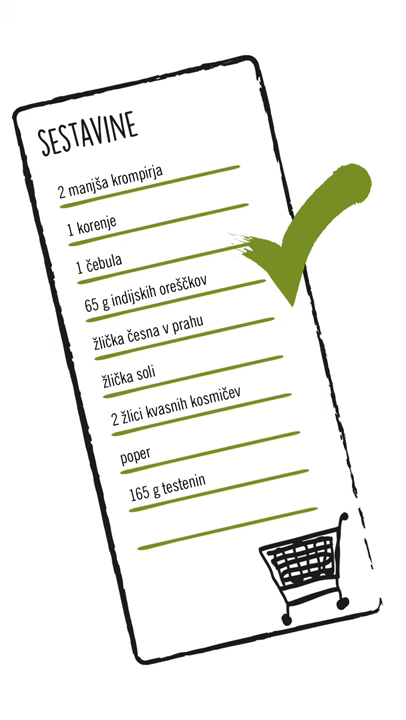 SESTAVINE
2 manjša krompirja
1 korenje
1 čebula
65 g indijskih oreščkov
žlička česna v prahu
žlička soli
2 žlici kvasnih kosmičev
poper
165 g testenin